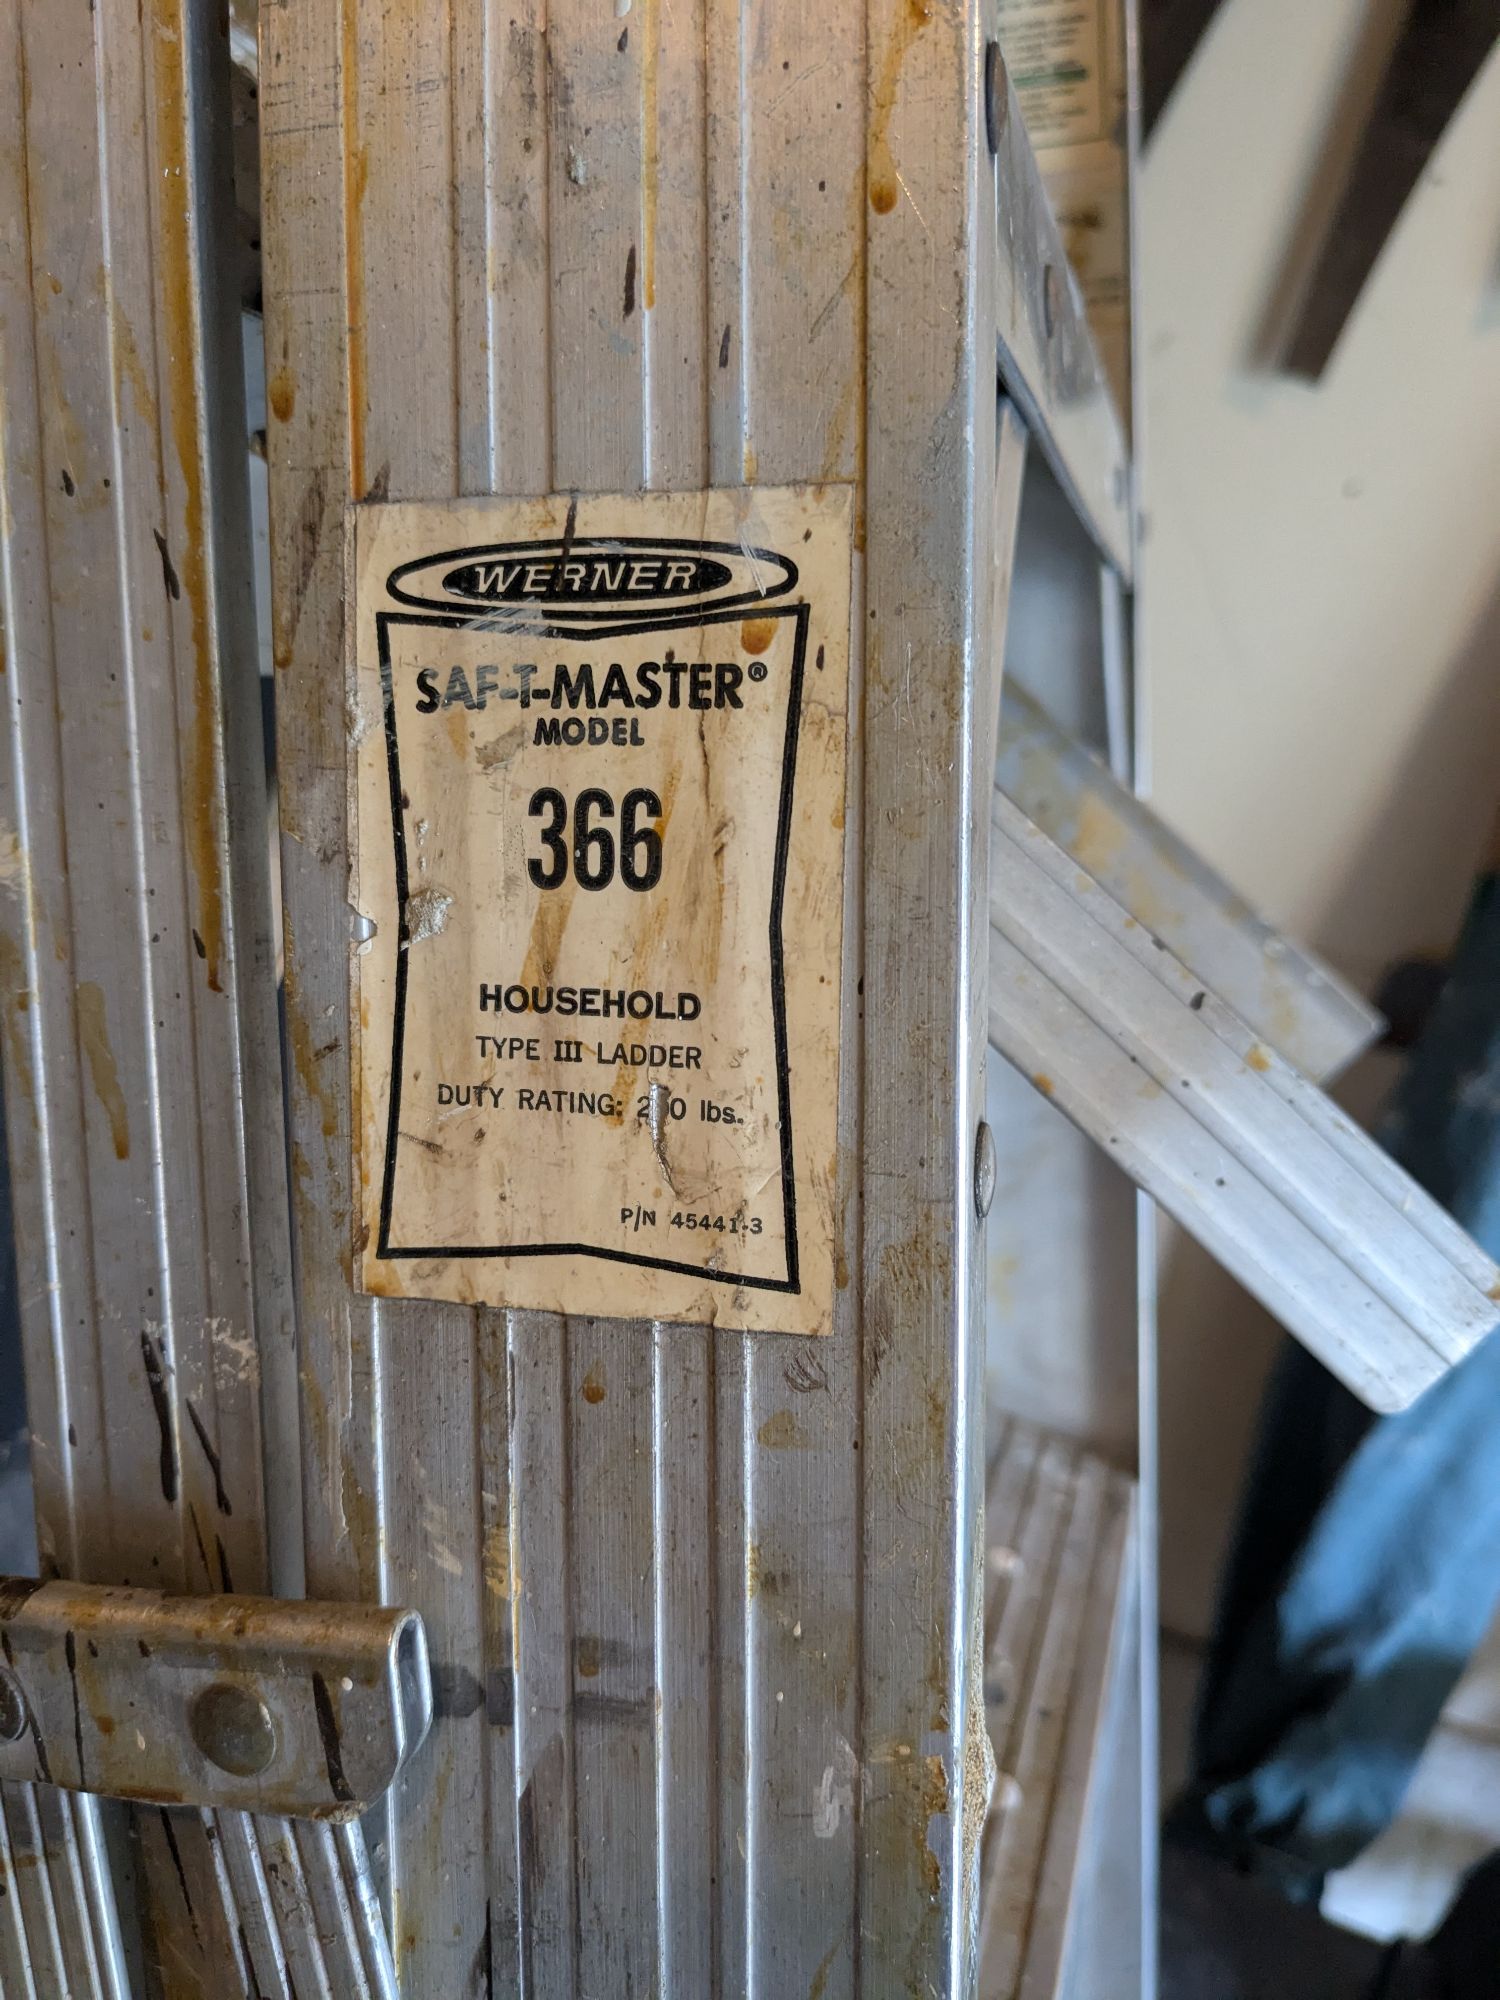 WERNER
SAF-T-MASTER®
MODEL
366
HOUSEHOLD
TYPE III LADDER
DUTY RATING: lbs.
P/N 45441-3